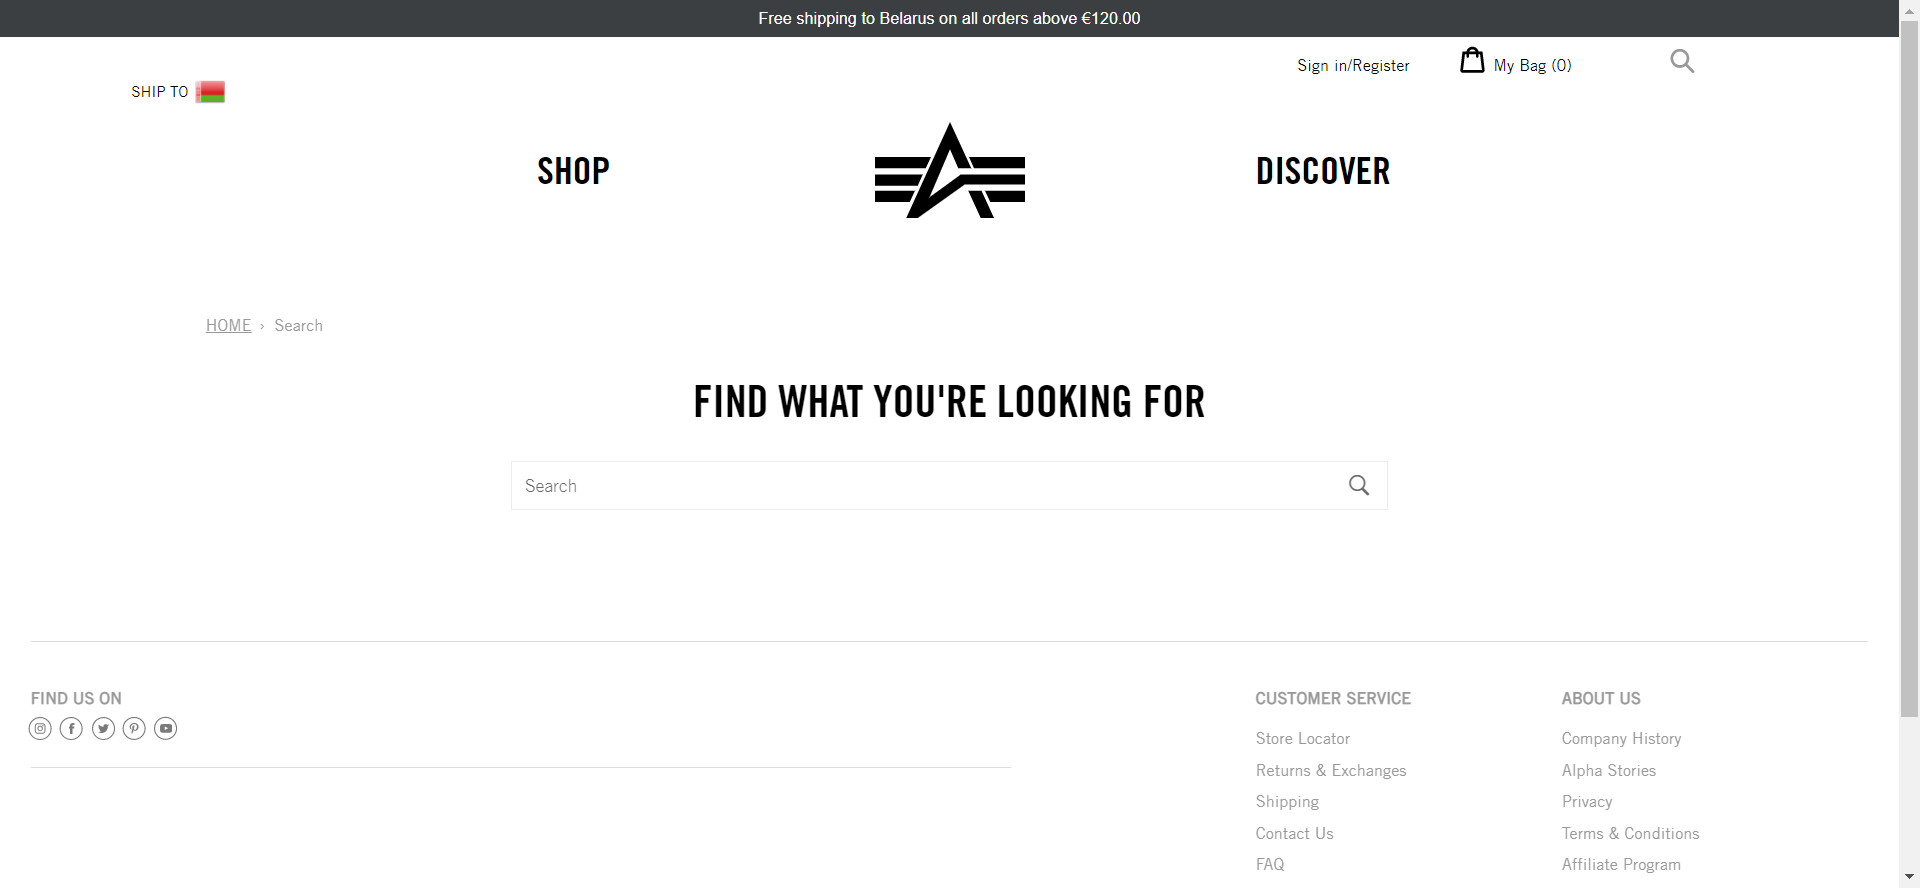 Free shipping to Belarus on all orders above €120.00
Sign in/Register
My Bag (0)
SHIP TO
SHOP
DISCOVER
HOME › Search
FIND WHAT YOU'RE LOOKING FOR
Search
FIND US ON
CUSTOMER SERVICE
Store Locator
Returns & Exchanges
Shipping
Contact Us
FAQ
ABOUT US
Company History
Alpha Stories
Privacy
Terms & Conditions
Affiliate Program